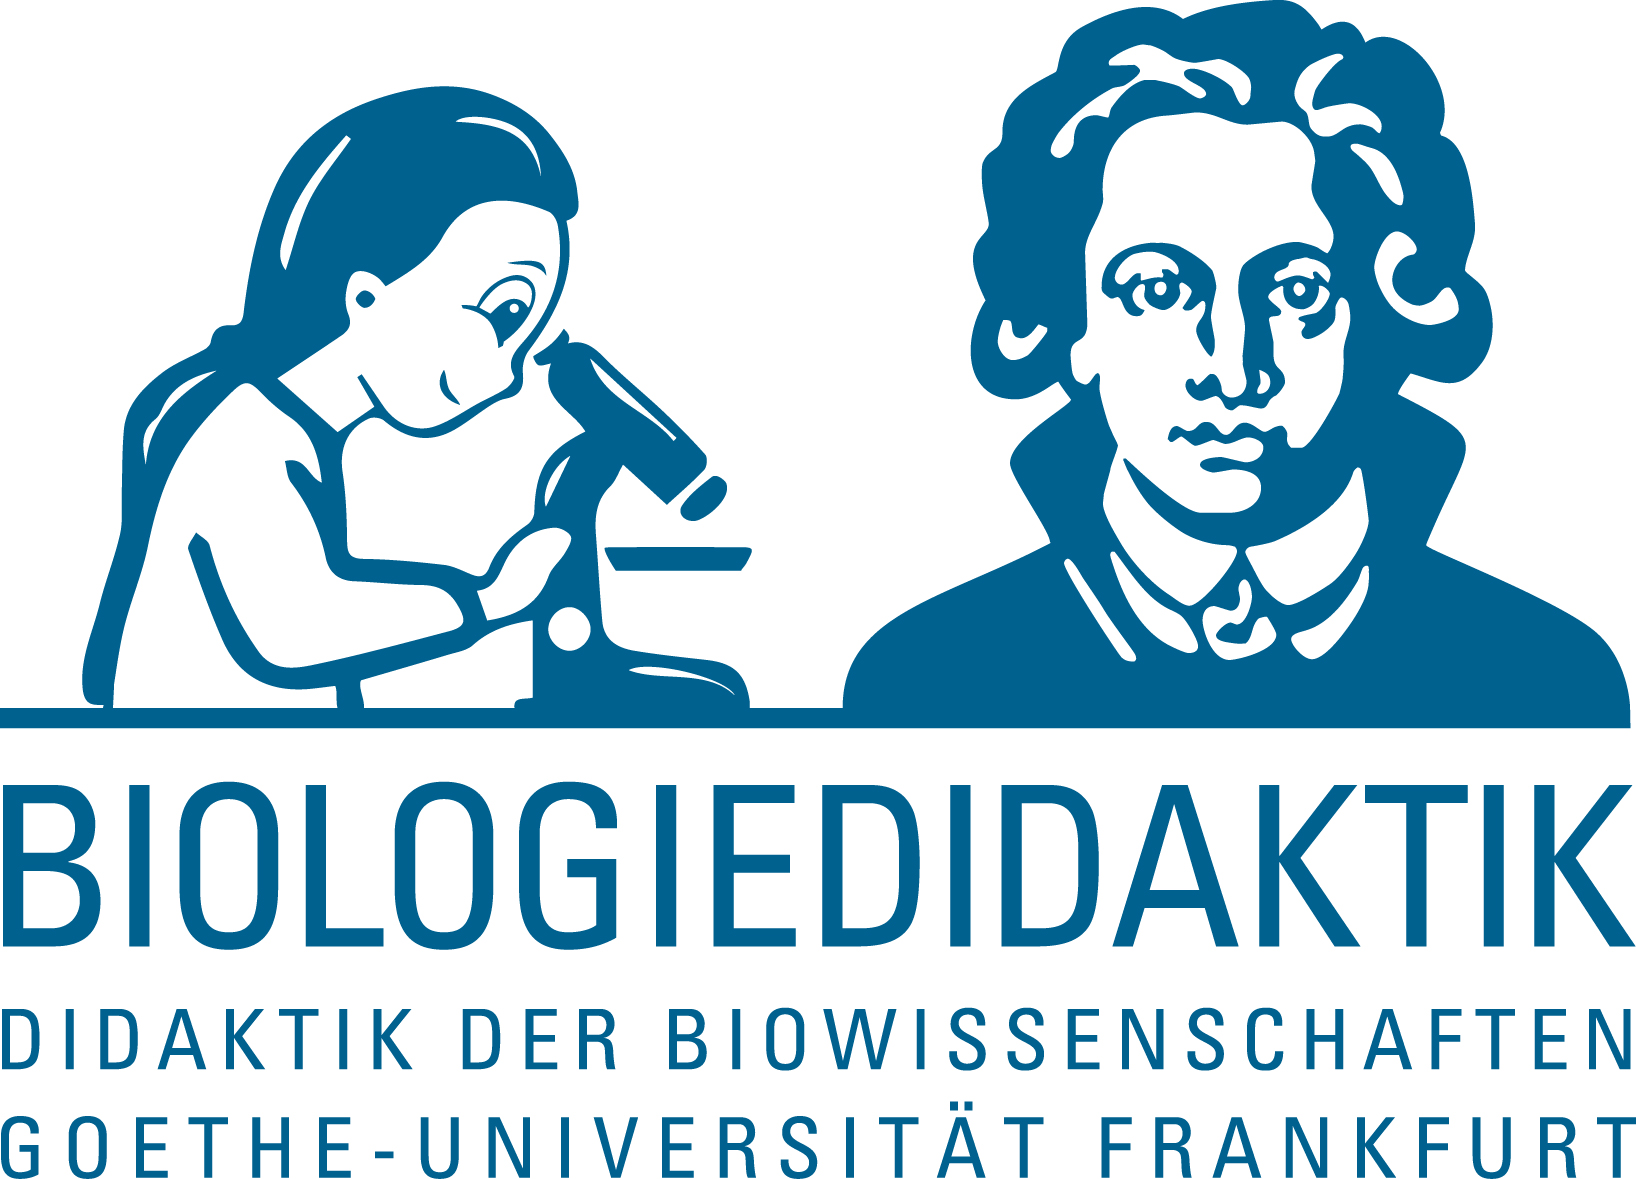 BIOLOGIEDIDAKTIK
DIDAKTIK DER BIOWISSENSCHAFTEN
GOETHE-UNIVERSITÄT FRANKFURT